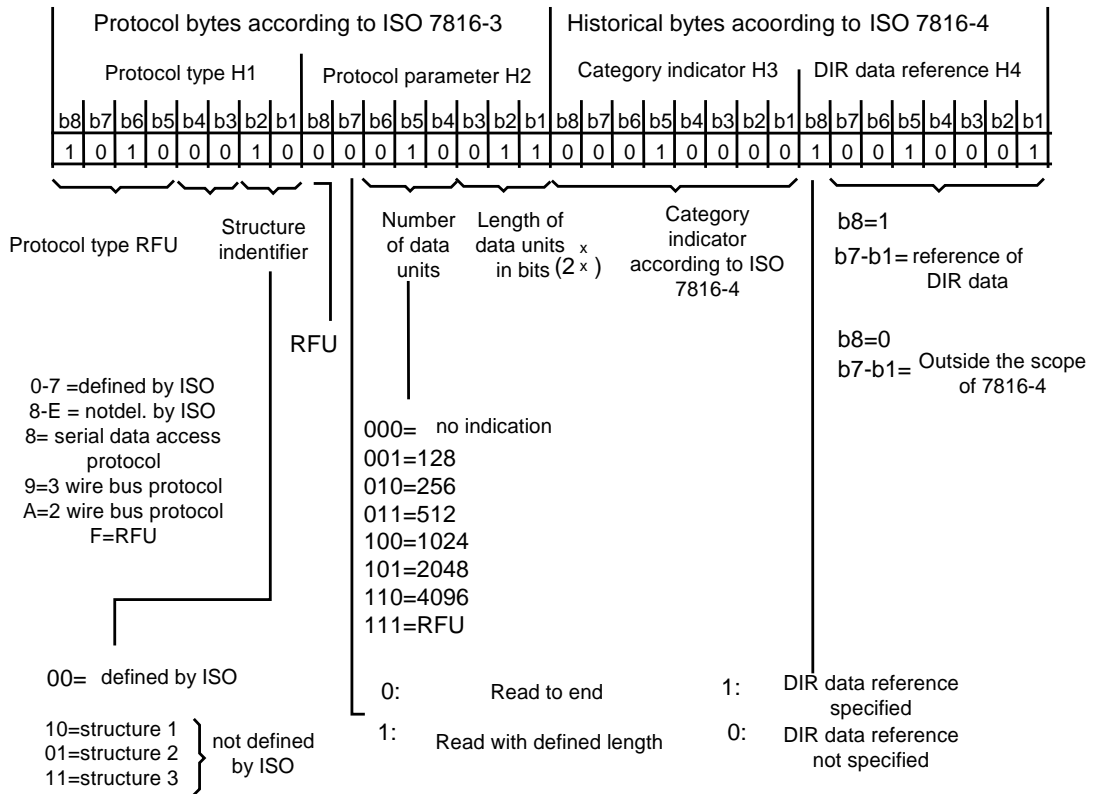 Protocol bytes according to ISO 7816-3
Historical bytes acoording to ISO 7816-4
Protocol type H1
Protocol parameter H2
Category indicator H3
DIR data reference H4
b8 b7 b6 b5 b4 b3 b2 b1 b8 b7 b6 b5 b4 b3 b2 b1 b8 b7 b6 b5 b4 b3 b2 b1 b8 b7 b6 b5 b4 b3 b2 b1
1 0 1 0 0 0 1 0 0 0 0 1 0 0 1 1 0 0 0 1 0 0 0 0 1 0 0 1 0 0 0 1
Protocol type RFU
Structure
indentifier
RFU
Number
of data
units
Length of
data units x
in bits (2 x )
Category
indicator
according to ISO
7816-4
b8=1
b7-b1= reference of
DIR data
b8=0
b7-b1= Outside the scope
of 7816-4
0-7 =defined by ISO
8-E = notdel. by ISO
8= serial data access
protocol
9=3 wire bus protocol
A=2 wire bus protocol
F=RFU
000= no indication
001=128
010=256
011=512
100=1024
101=2048
110=4096
111=RFU
00= defined by ISO
10=structure 1
01=structure 2
11=structure 3
not defined
by ISO
0: Read to end
1: Read with defined length
1: DIR data reference
specified
0: DIR data reference
not specified